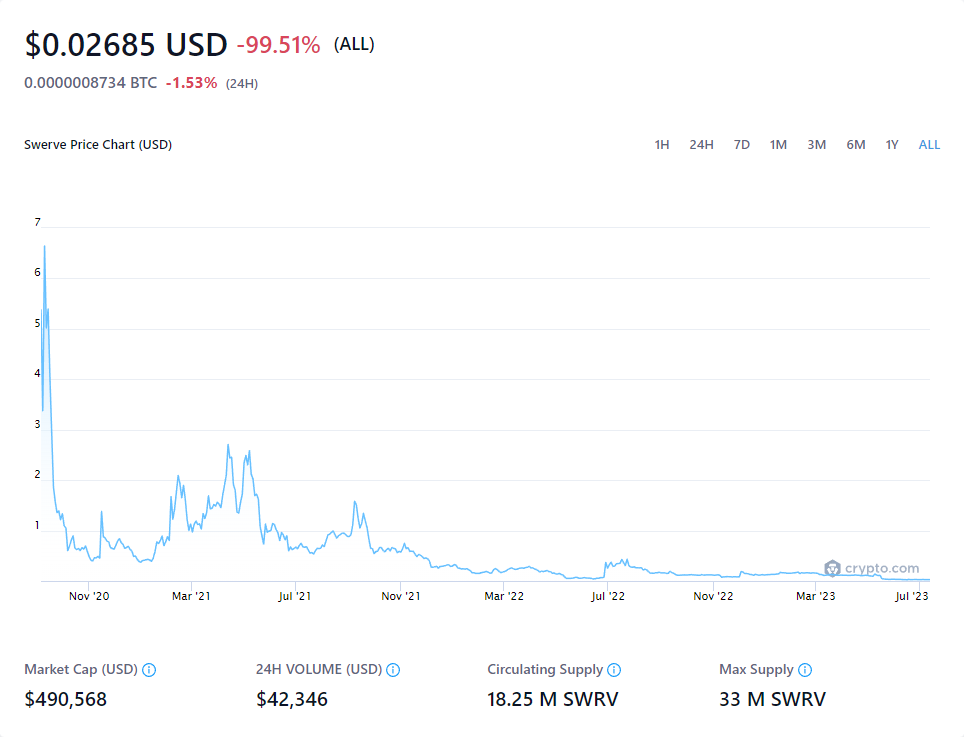 $0.02685 USD -99.51% (ALL)
0.0000008734 BTC -1.53% (24H)
Swerve Price Chart (USD) 1H 24H 7D 1M 3M 6M 1Y ALL
7
6
5
4
3
2
1
crypto.com
Nov '20 Mar '21 Jul '21 Nov '21 Mar '22 Jul '22 Nov '22 Mar '23 Jul '23
Market Cap (USD) 24H VOLUME (USD) Circulating Supply Max Supply
$490,568 $42,346 18.25 M SWRV 33 M SWRV